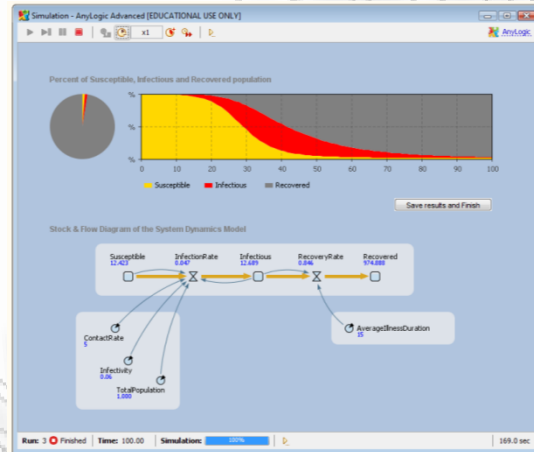 Simulation - AnyLogic Advanced [EDUCATIONAL USE ONLY]
x1
AnyLogic
Percent of Susceptible, Infectious and Recovered population
%
%
%
0 10 20 30 40 50 60 70 80 90 100
Susceptible Infectious Recovered
Save results and Finish
Stock & Flow Diagram of the System Dynamics Model
Susceptible InfectionRate Infectious RecoveryRate Recovered
12.423 0.047 12.689 0.846 974.888
ContactRate
5
AverageIllnessDuration
15
Infectivity
0.06
TotalPopulation
1,000
Run: 3 Finished Time: 100.00 Simulation: 100% 169.0 sec